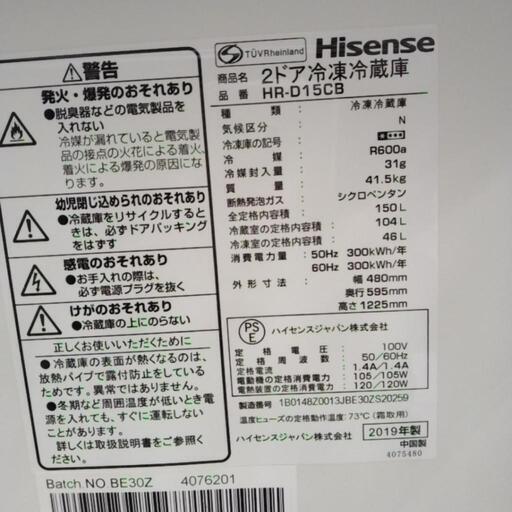 ⚠警告
発火・爆発のおそれあり
●脱臭器などの電気製品を
入れない
冷媒が漏れていると電気製
品の接点の火花による着火・
着火による爆発の原因に
なります。
幼児閉じ込められのおそれあり
●冷蔵庫をリサイクルすると
きは、必ずドアパッキング
をはずす
感電のおそれあり
●お手入れの際は、
必ず電源プラグを抜く
けがのおそれあり
●冷蔵庫の上にのらない
正しくお使いいただくために
●冷蔵庫の表面が熱くなるのは、
放熱パイプで露付防止をしている
ためです。異常ではありません。
●冬期など周囲温度が低いとき電
源を入れても、すぐに運転しない
ことがあります。
詳しくは取扱説明書をご覧ください。
TÜVRheinland
Hisense
商品名 2ドア冷凍冷蔵庫
品番 HR-D15CB
種類: 冷凍冷蔵庫
気候区分: N
冷凍庫の記号:
冷媒: R600a
冷媒封入量: 31g
質量: 41.5kg
断熱発泡ガス: シクロペンタン
全定格内容積: 150L
冷蔵室の定格内容積: 104L
冷凍室の定格内容積: 46L
消費電力量: 50Hz 300kWh/年
60Hz 300kWh/年
外形寸法: 幅 480mm
奥行 595mm
高さ 1225mm
PSE
ハイセンスジャパン株式会社
定格電圧: 100V
定格周波数: 50/60Hz
定格電流: 1.4A/1.4A
電動機の定格消費電力: 105/105W
電熱装置の定格消費電力: 120/120W
製造番号: 1B0148Z0013JBE30ZS20259
温度ヒューズの定格動作温度: 73℃ (霜取用)
ハイセンスジャパン株式会社
2019年製
中国製
4075480
Batch NO BE30Z 4076201